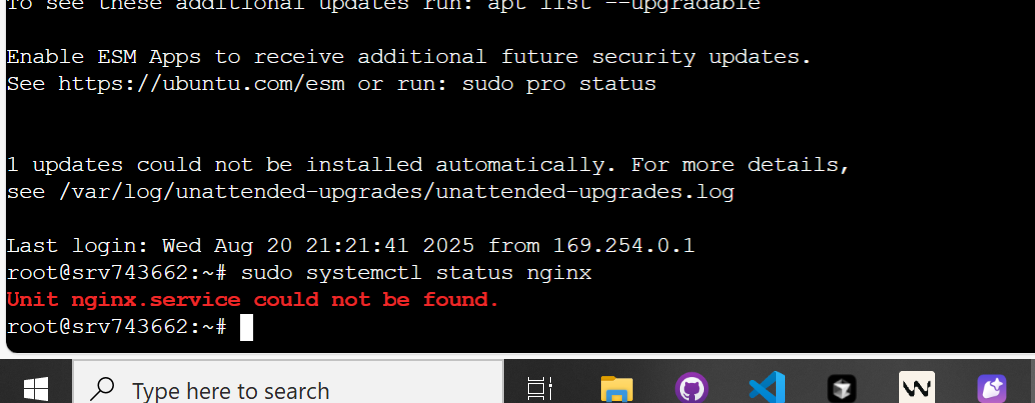 To see these additional updates run: apt list --upgradable
Enable ESM Apps to receive additional future security updates.
See https://ubuntu.com/esm or run: sudo pro status
1 updates could not be installed automatically. For more details,
see /var/log/unattended-upgrades/unattended-upgrades.log
Last login: Wed Aug 20 21:21:41 2025 from 169.254.0.1
root@srv743662:~# sudo systemctl status nginx
Unit nginx.service could not be found.
root@srv743662:~#
Type here to search